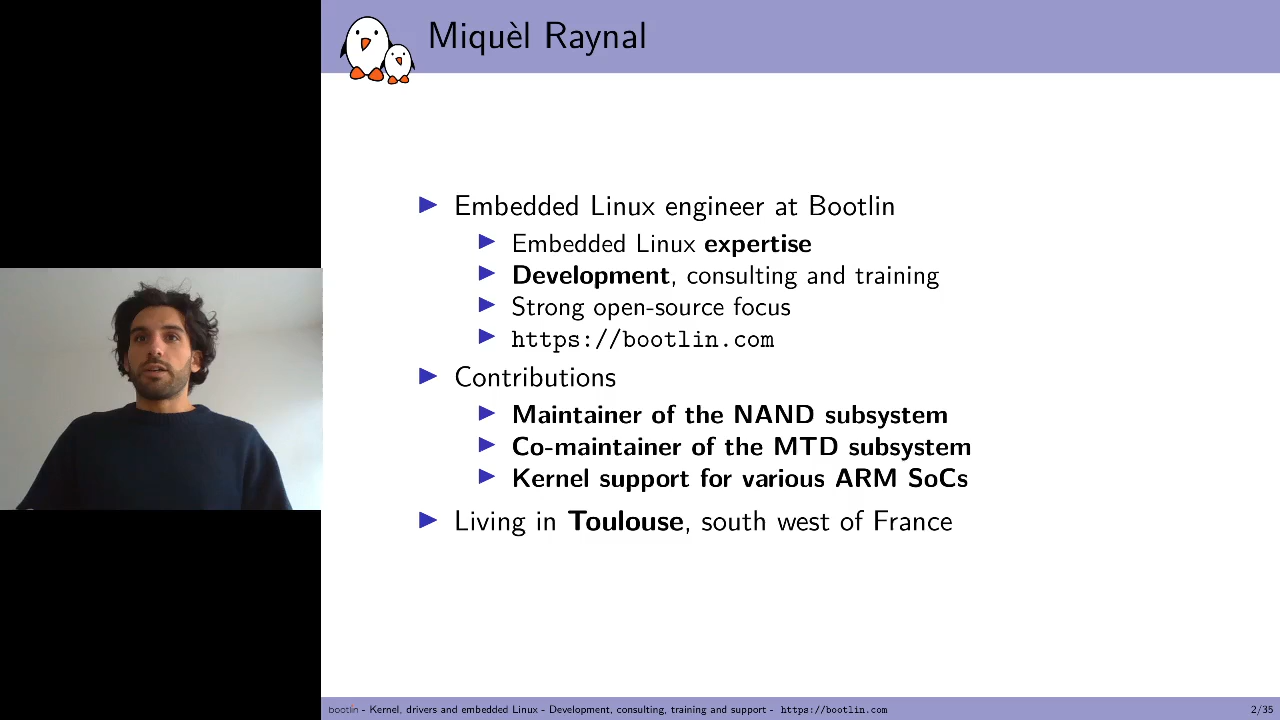 Miquèl Raynal
Embedded Linux engineer at Bootlin
Embedded Linux expertise
Development, consulting and training
Strong open-source focus
https://bootlin.com
Contributions
Maintainer of the NAND subsystem
Co-maintainer of the MTD subsystem
Kernel support for various ARM SoCs
Living in Toulouse, south west of France
bootlin - Kernel, drivers and embedded Linux - Development, consulting, training and support - https://bootlin.com
2/35